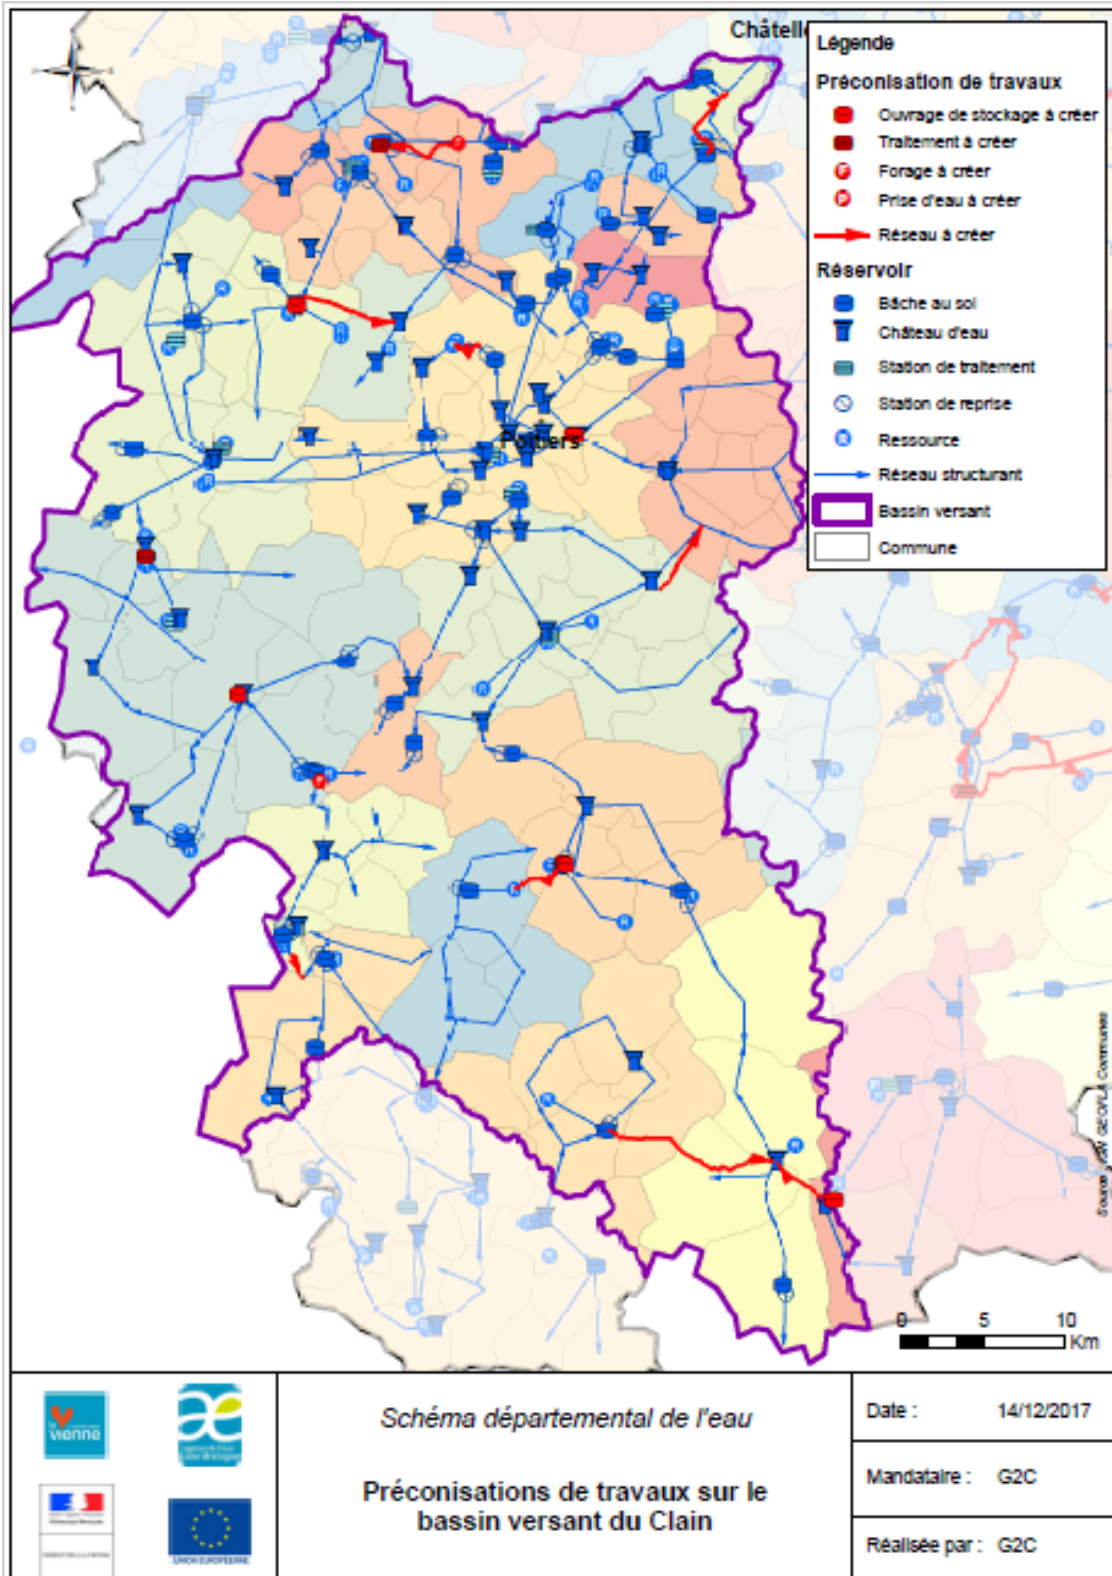 Châtell
Légende
Préconisation de travaux
Ouvrage de stockage à créer
Traitement à créer
F Forage à créer
P Prise d'eau à créer
Réseau à créer
Réservoir
Bâche au sol
Château d'eau
Station de traitement
Station de reprise
R Ressource
Réseau structurant
Bassin versant
Commune
Poitiers
0 5 10
Km
vienne
Schéma départemental de l'eau
Préconisations de travaux sur le
bassin versant du Clain
UNION EUROPÉENNE
Date : 14/12/2017
Mandataire : G2C
Réalisée par : G2C